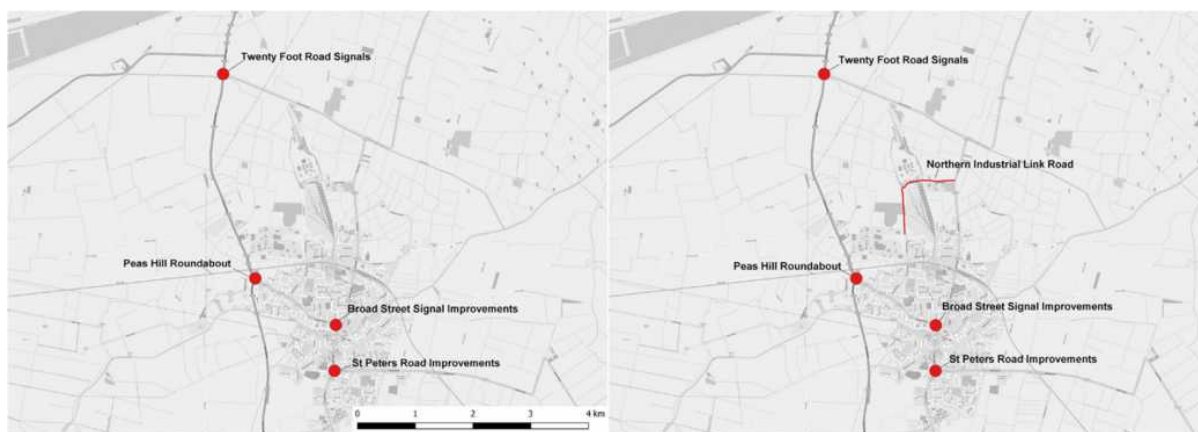 Twenty Foot Road Signals
Peas Hill Roundabout
Broad Street Signal Improvements
St Peters Road Improvements
0 1 2 3 4 km
Twenty Foot Road Signals
Northern Industrial Link Road
Peas Hill Roundabout
Broad Street Signal Improvements
St Peters Road Improvements